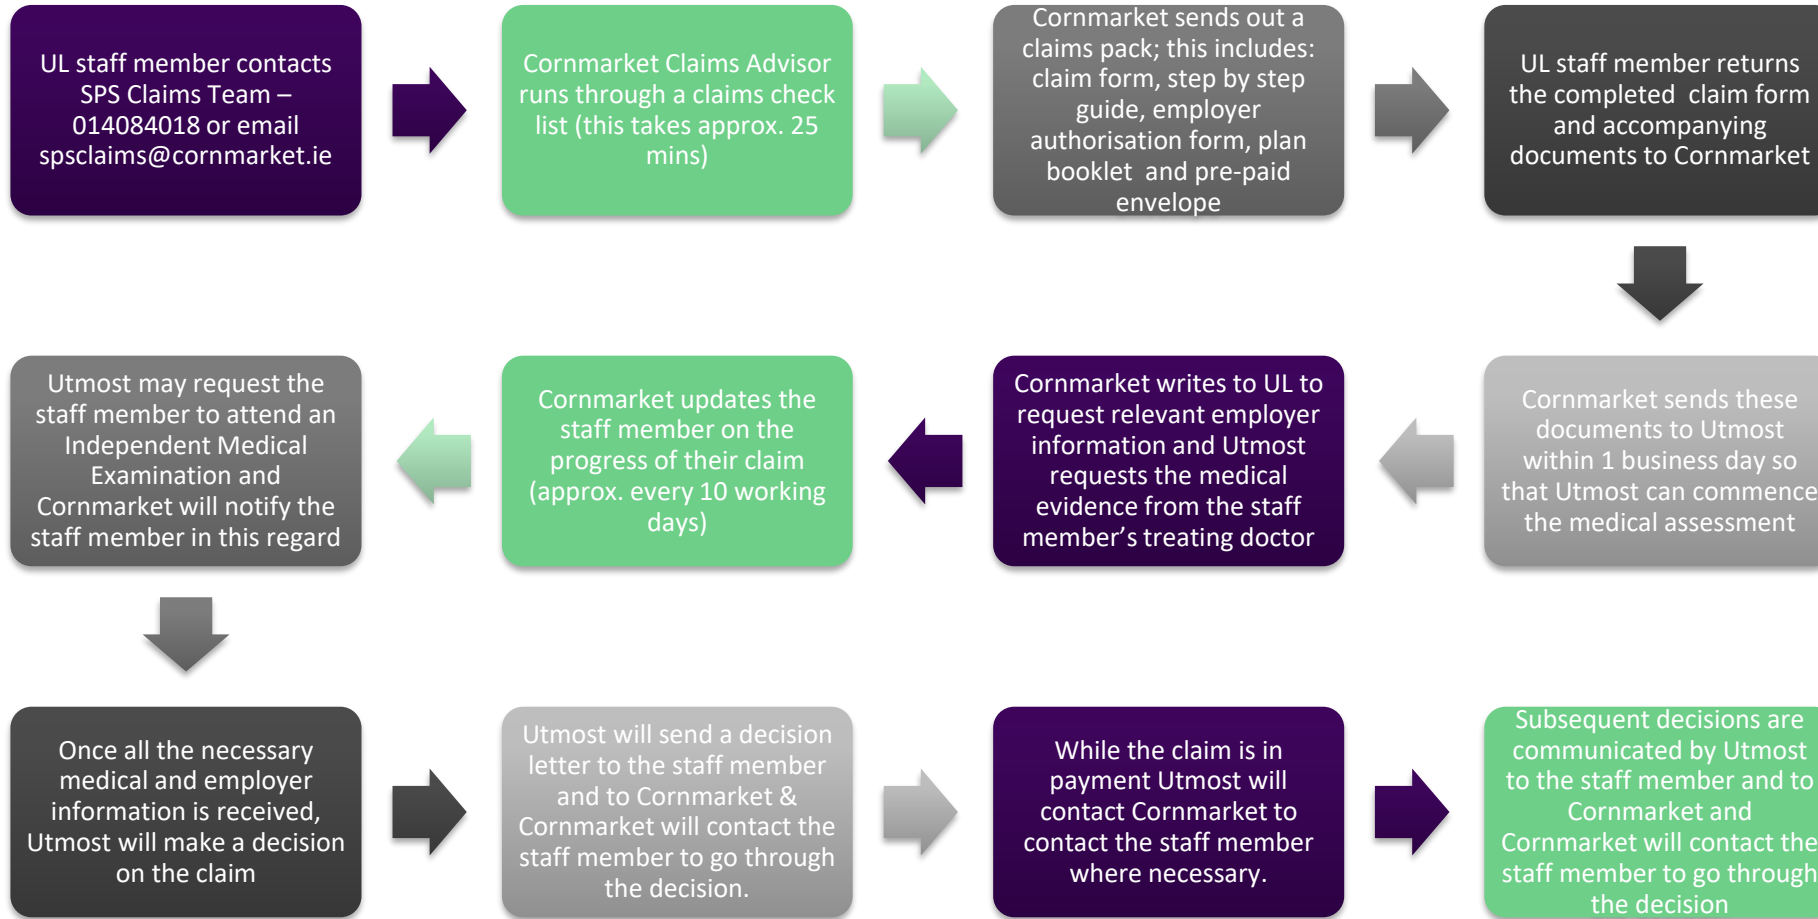 UL staff member contacts
SPS Claims Team –
014084018 or email
spsclaims@cornmarket.ie
Cornmarket Claims Advisor
runs through a claims check
list (this takes approx. 25
mins)
Cornmarket sends out a
claims pack; this includes:
claim form, step by step
guide, employer
authorisation form, plan
booklet and pre-paid
envelope
UL staff member returns
the completed claim form
and accompanying
documents to Cornmarket
Cornmarket sends these
documents to Utmost
within 1 business day so
that Utmost can commence
the medical assessment
Cornmarket writes to UL to
request relevant employer
information and Utmost
requests the medical
evidence from the staff
member’s treating doctor
Cornmarket updates the
staff member on the
progress of their claim
(approx. every 10 working
days)
Utmost may request the
staff member to attend an
Independent Medical
Examination and
Cornmarket will notify the
staff member in this regard
Once all the necessary
medical and employer
information is received,
Utmost will make a decision
on the claim
Utmost will send a decision
letter to the staff member
and to Cornmarket &
Cornmarket will contact the
staff member to go through
the decision.
While the claim is in
payment Utmost will
contact Cornmarket to
contact the staff member
where necessary.
Subsequent decisions are
communicated by Utmost
to the staff member and to
Cornmarket and
Cornmarket will contact the
staff member to go through
the decision